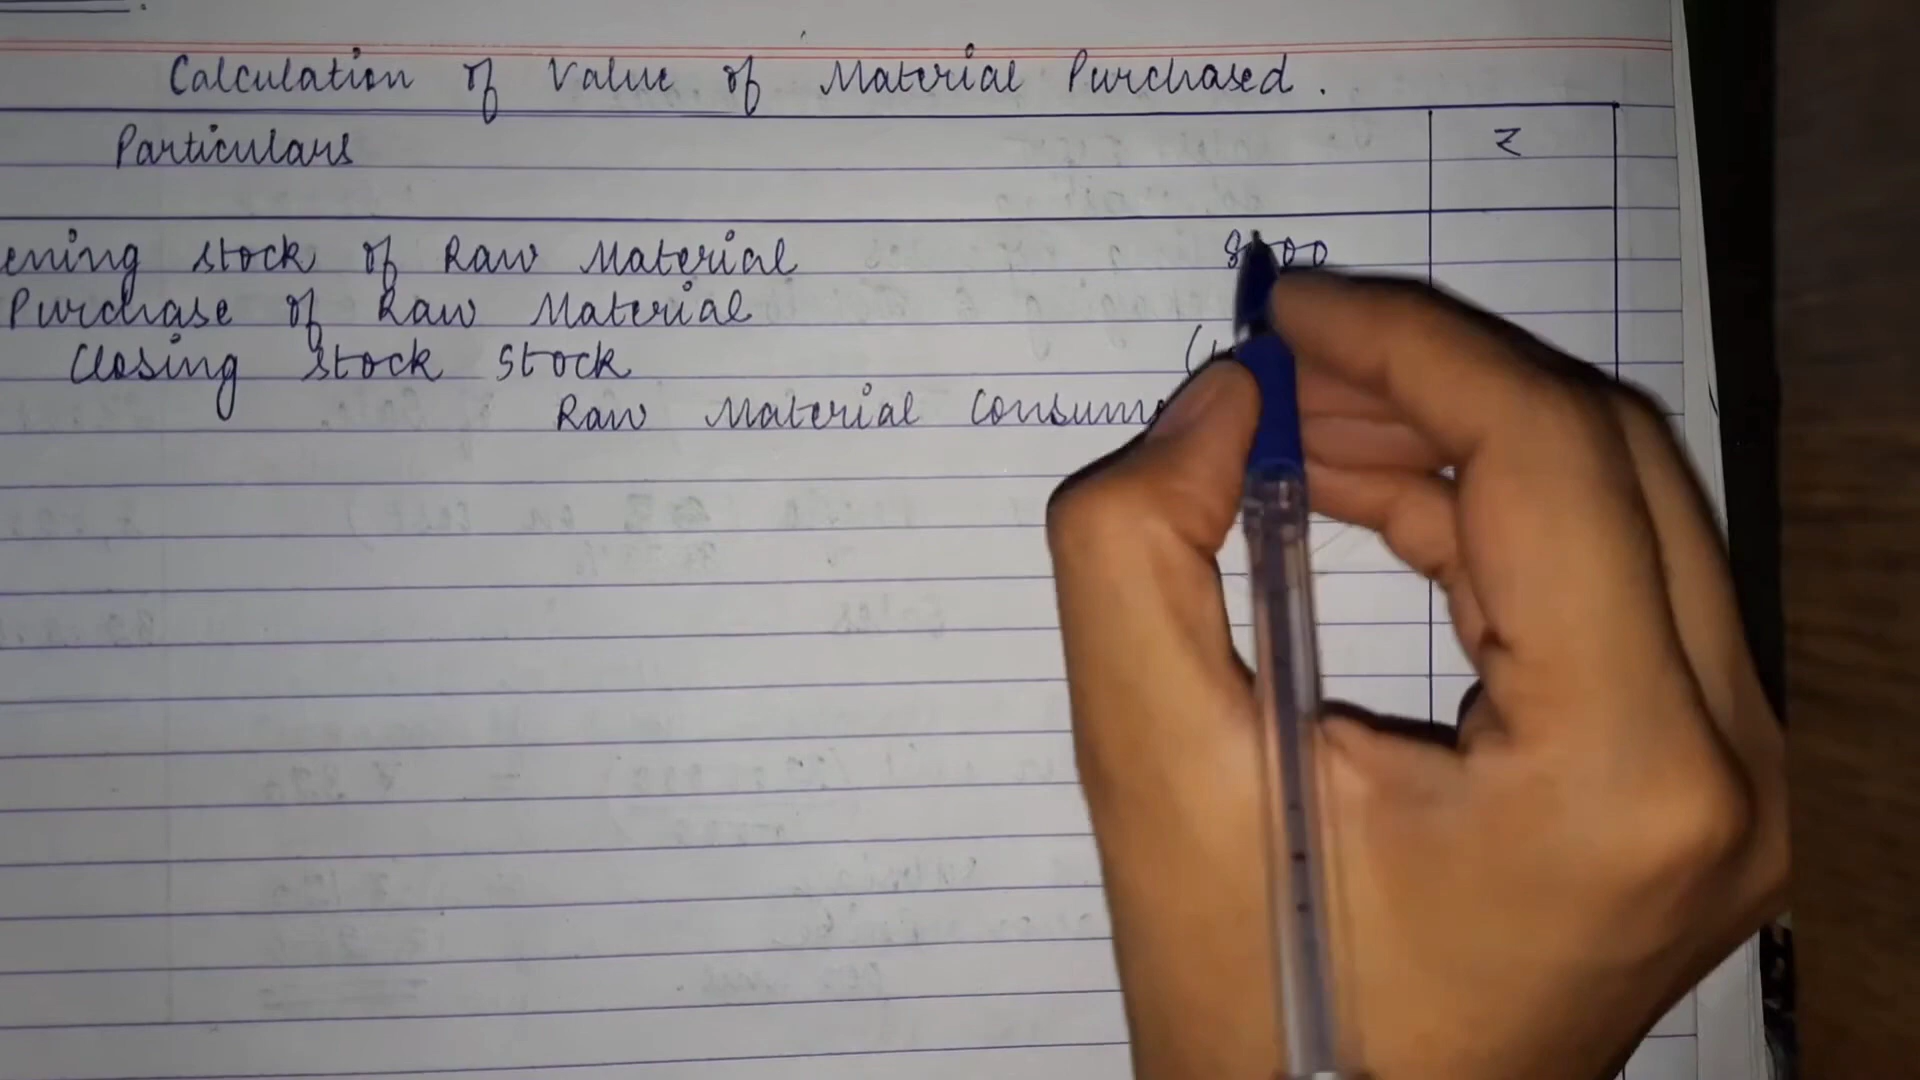 Calculation of Value of Material Purchased.
Particulars ₹
ening stock of Raw Material 8000
Purchase of Raw Material
Closing Stock Stock
Raw Material Consum